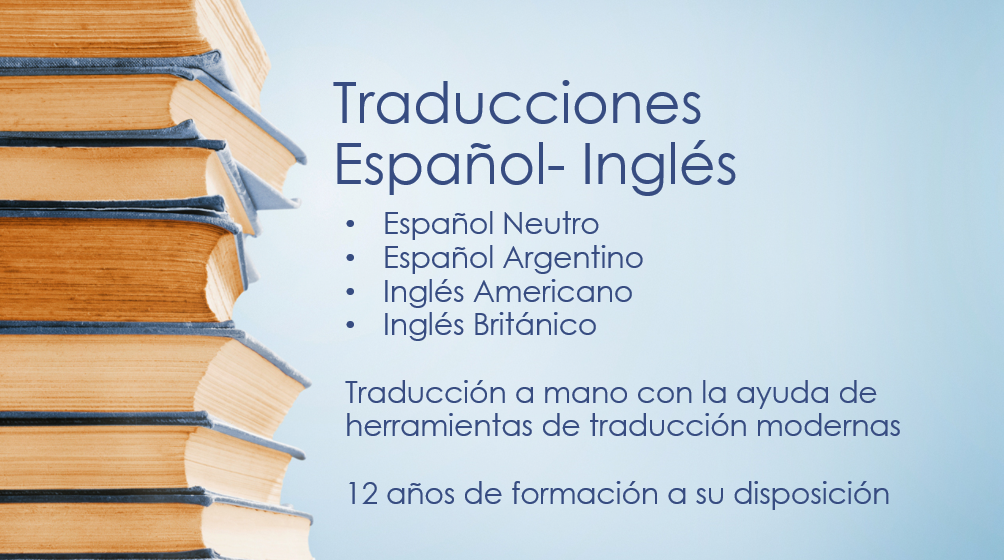 Traducciones
Español- Inglés
• Español Neutro
• Español Argentino
• Inglés Americano
• Inglés Británico
Traducción a mano con la ayuda de
herramientas de traducción modernas
12 años de formación a su disposición